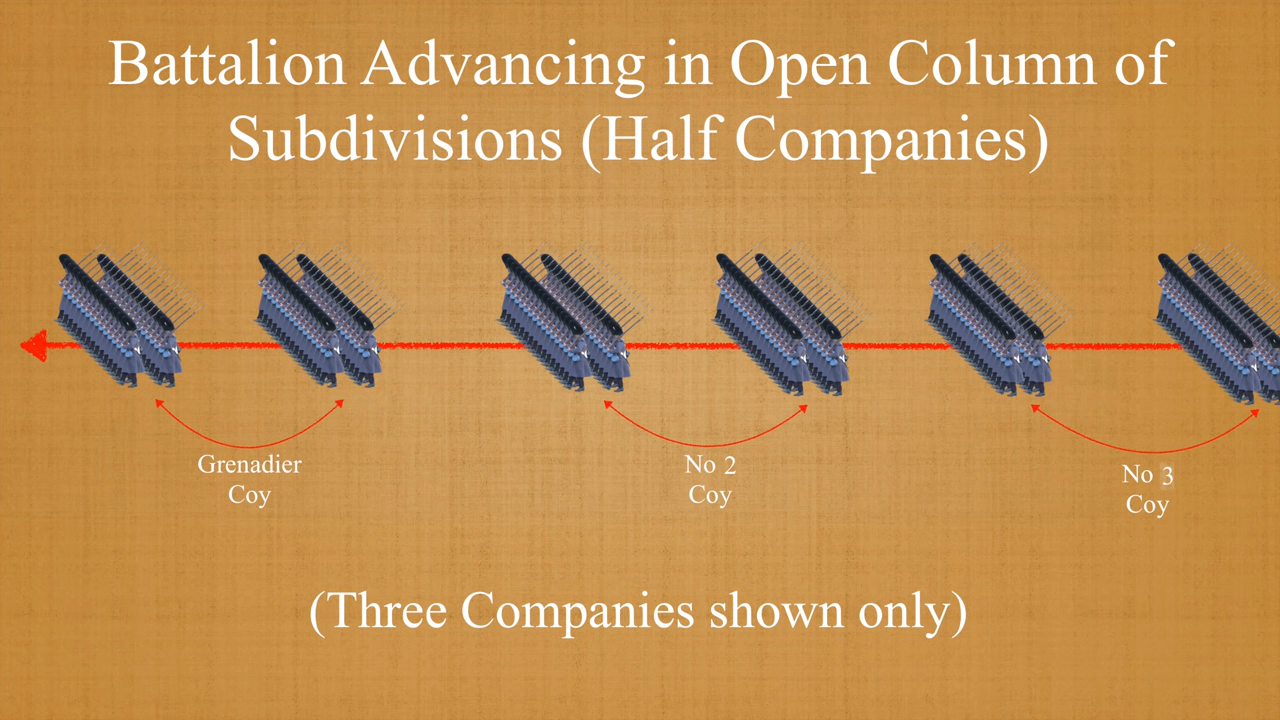 Battalion Advancing in Open Column of
Subdivisions (Half Companies)
Grenadier
Coy
No 2
Coy
No 3
Coy
(Three Companies shown only)